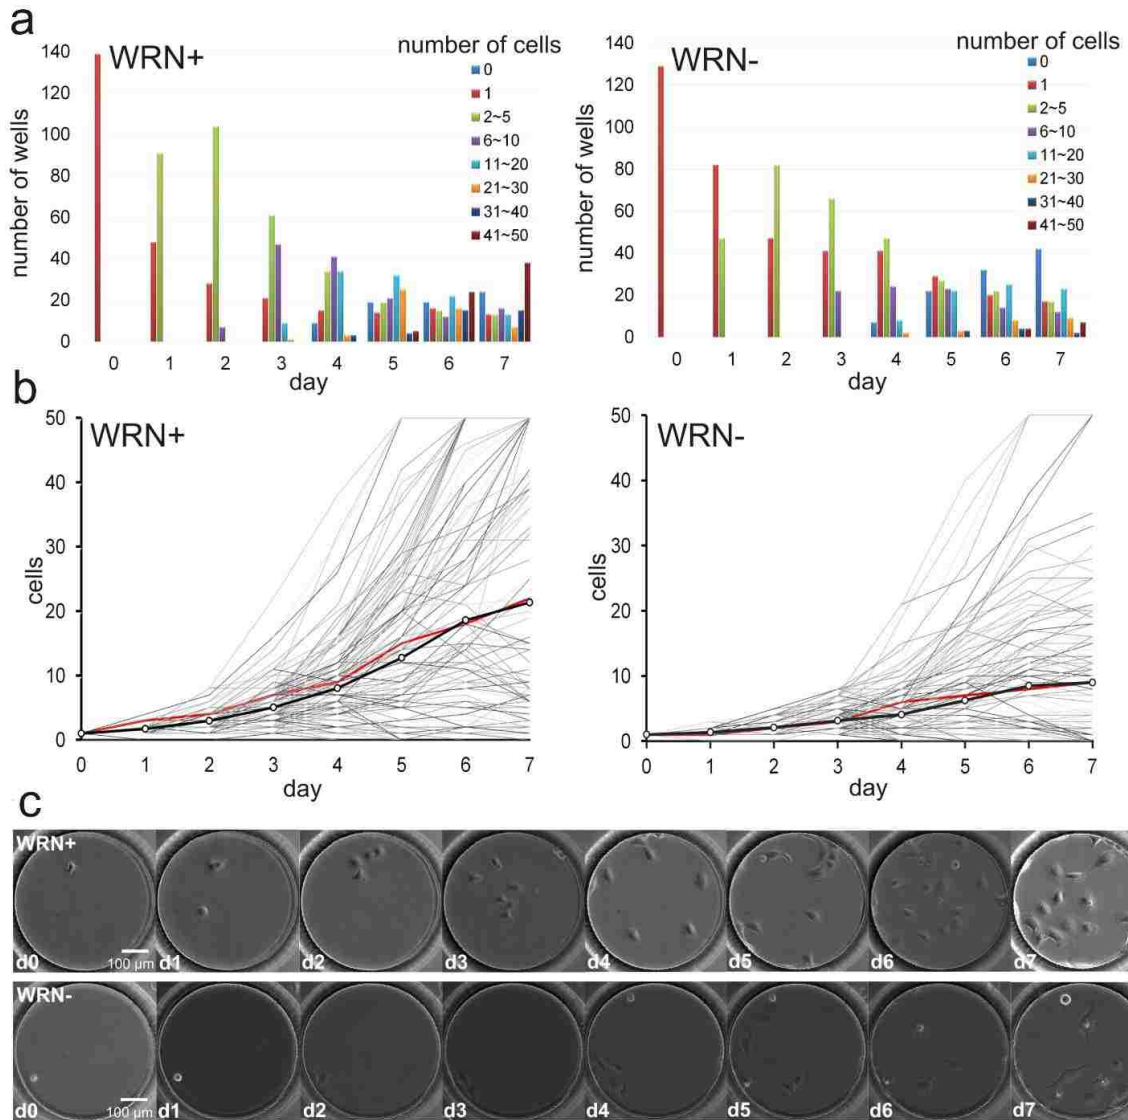 a
WRN+
number of cells
0
1
2~5
6~10
11~20
21~30
31~40
41~50
number of wells
140
120
100
80
60
40
20
0
0 1 2 3 4 5 6 7
day
WRN-
number of cells
0
1
2~5
6~10
11~20
21~30
31~40
41~50
number of wells
140
120
100
80
60
40
20
0
0 1 2 3 4 5 6 7
day
b
WRN+
cells
50
40
30
20
10
0
0 1 2 3 4 5 6 7
day
WRN-
cells
50
40
30
20
10
0
0 1 2 3 4 5 6 7
day
c
WRN+
d0 100 µm d1 d2 d3 d4 d5 d6 d7
WRN-
d0 100 µm d1 d2 d3 d4 d5 d6 d7